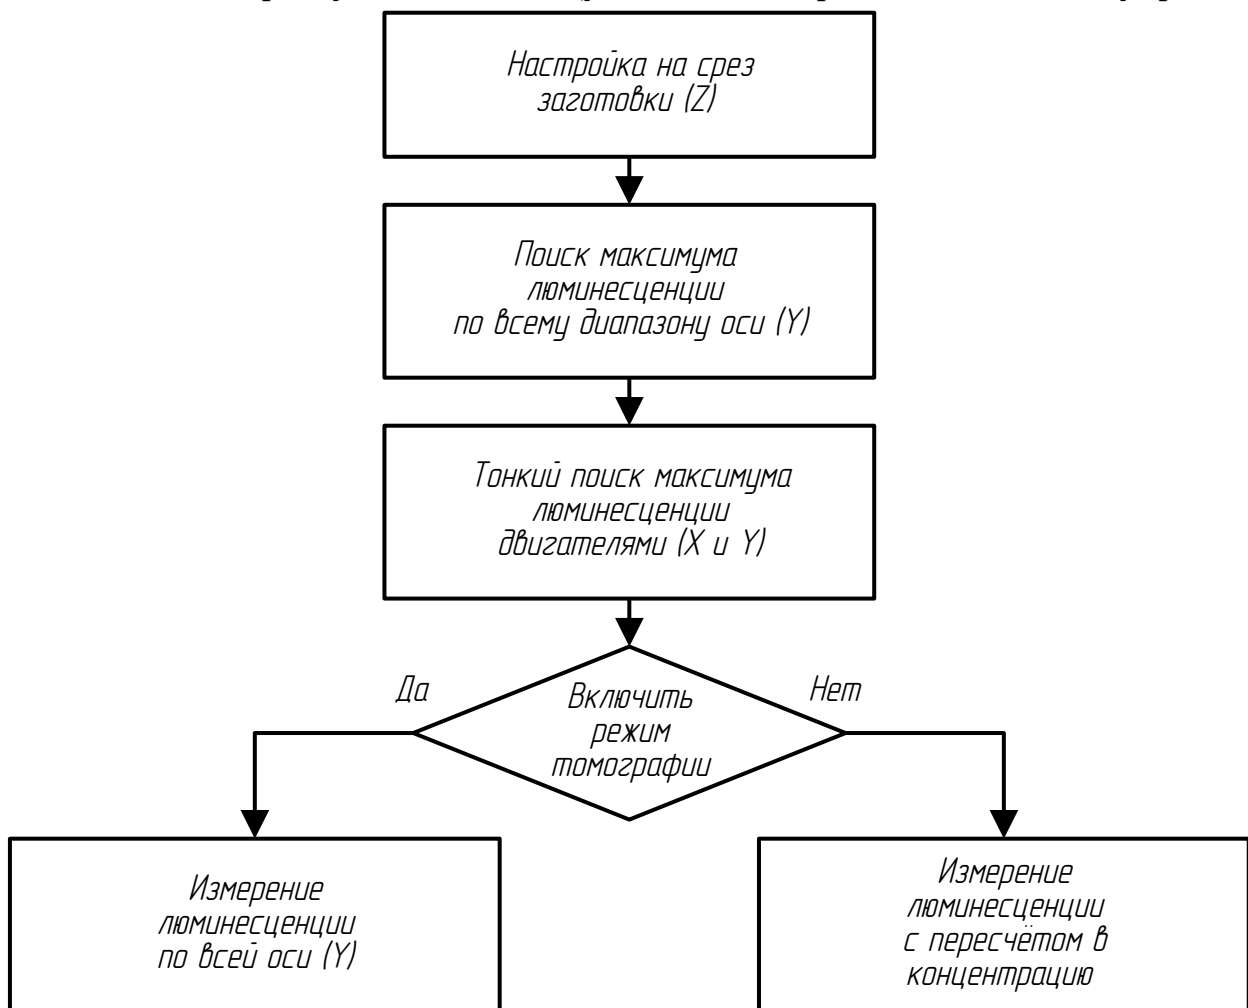 Настройка на срез
заготовки (Z)
Поиск максимума
люминесценции
по всему диапазону оси (Y)
Тонкий поиск максимума
люминесценции
двигателями (X и Y)
Да
Нет
Включить
режим
томографии
Измерение
люминесценции
по всей оси (Y)
Измерение
люминесценции
с пересчётом в
концентрацию